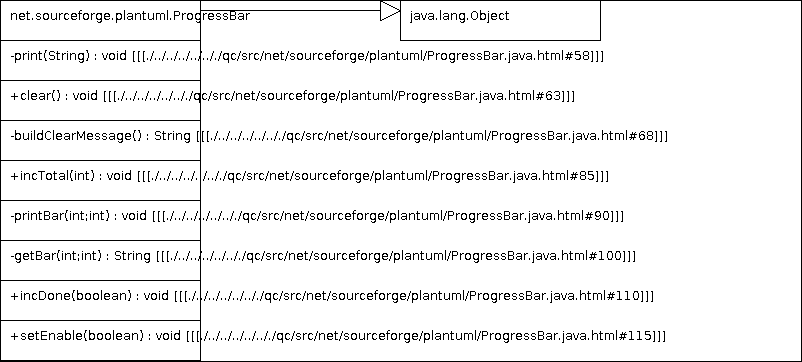 net.sourceforge.plantuml.ProgressBar
java.lang.Object
-print(String) : void [[[./../../../../../../qc/src/net/sourceforge/plantuml/ProgressBar.java.html#58]]]
+clear() : void [[[./../../../../../../qc/src/net/sourceforge/plantuml/ProgressBar.java.html#63]]]
-buildClearMessage() : String [[[./../../../../../../qc/src/net/sourceforge/plantuml/ProgressBar.java.html#68]]]
+incTotal(int) : void [[[./../../../../../../qc/src/net/sourceforge/plantuml/ProgressBar.java.html#85]]]
-printBar(int;int) : void [[[./../../../../../../qc/src/net/sourceforge/plantuml/ProgressBar.java.html#90]]]
-getBar(int;int) : String [[[./../../../../../../qc/src/net/sourceforge/plantuml/ProgressBar.java.html#100]]]
+incDone(boolean) : void [[[./../../../../../../qc/src/net/sourceforge/plantuml/ProgressBar.java.html#110]]]
+setEnable(boolean) : void [[[./../../../../../../qc/src/net/sourceforge/plantuml/ProgressBar.java.html#115]]]